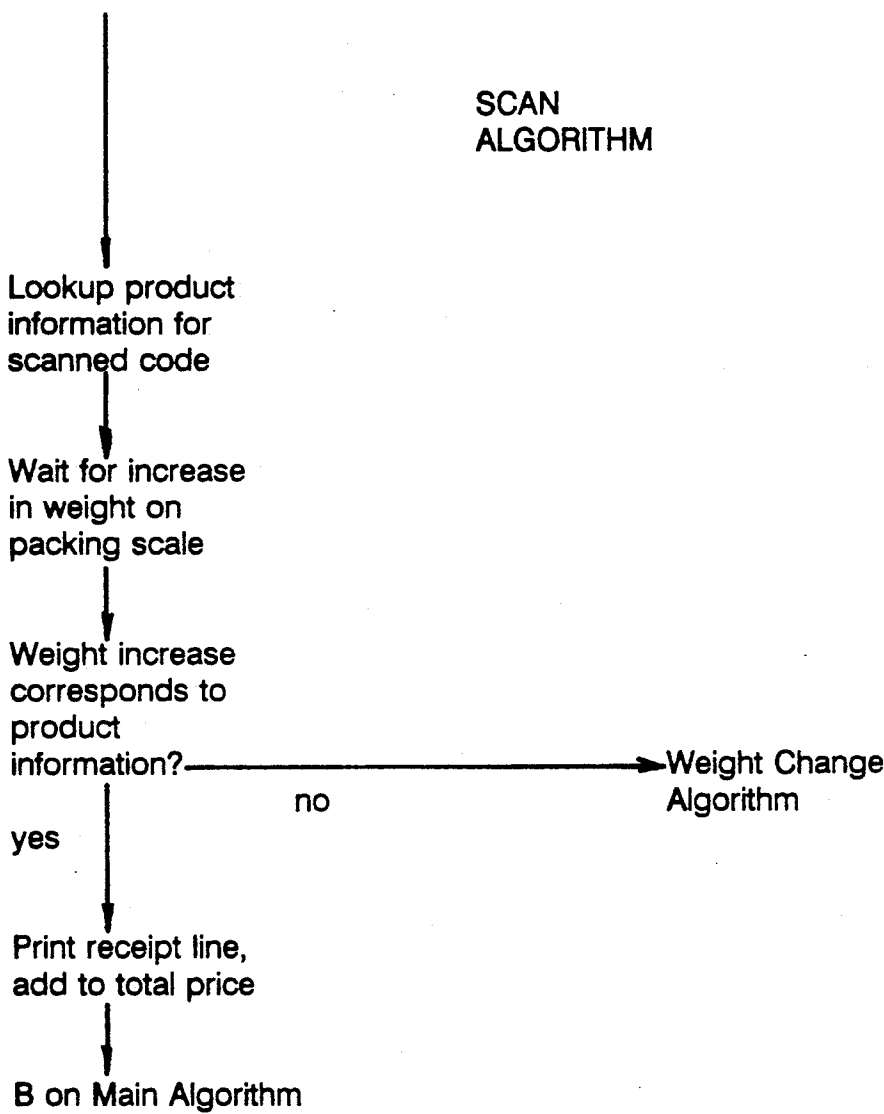 SCAN
ALGORITHM
Lookup product
information for
scanned code
Wait for increase
in weight on
packing scale
Weight increase
corresponds to
product
information?
no
Weight Change
Algorithm
yes
Print receipt line,
add to total price
B on Main Algorithm